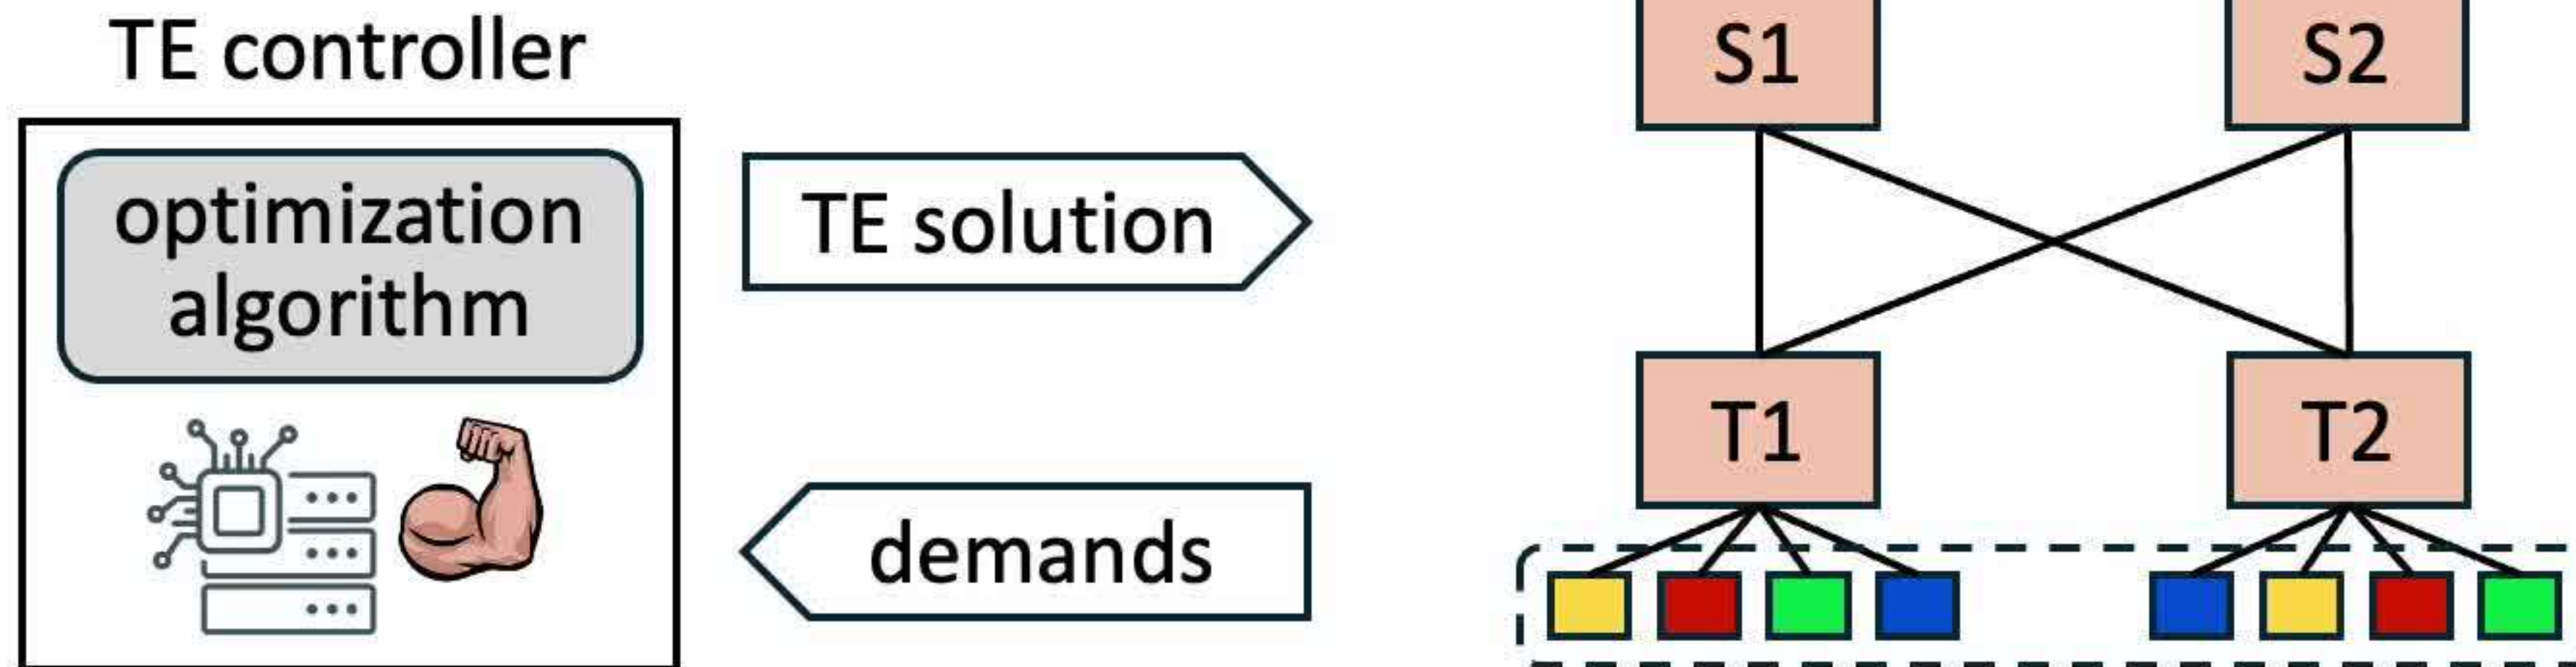 TE controller
optimization
algorithm
TE solution
demands
S1
S2
T1
T2